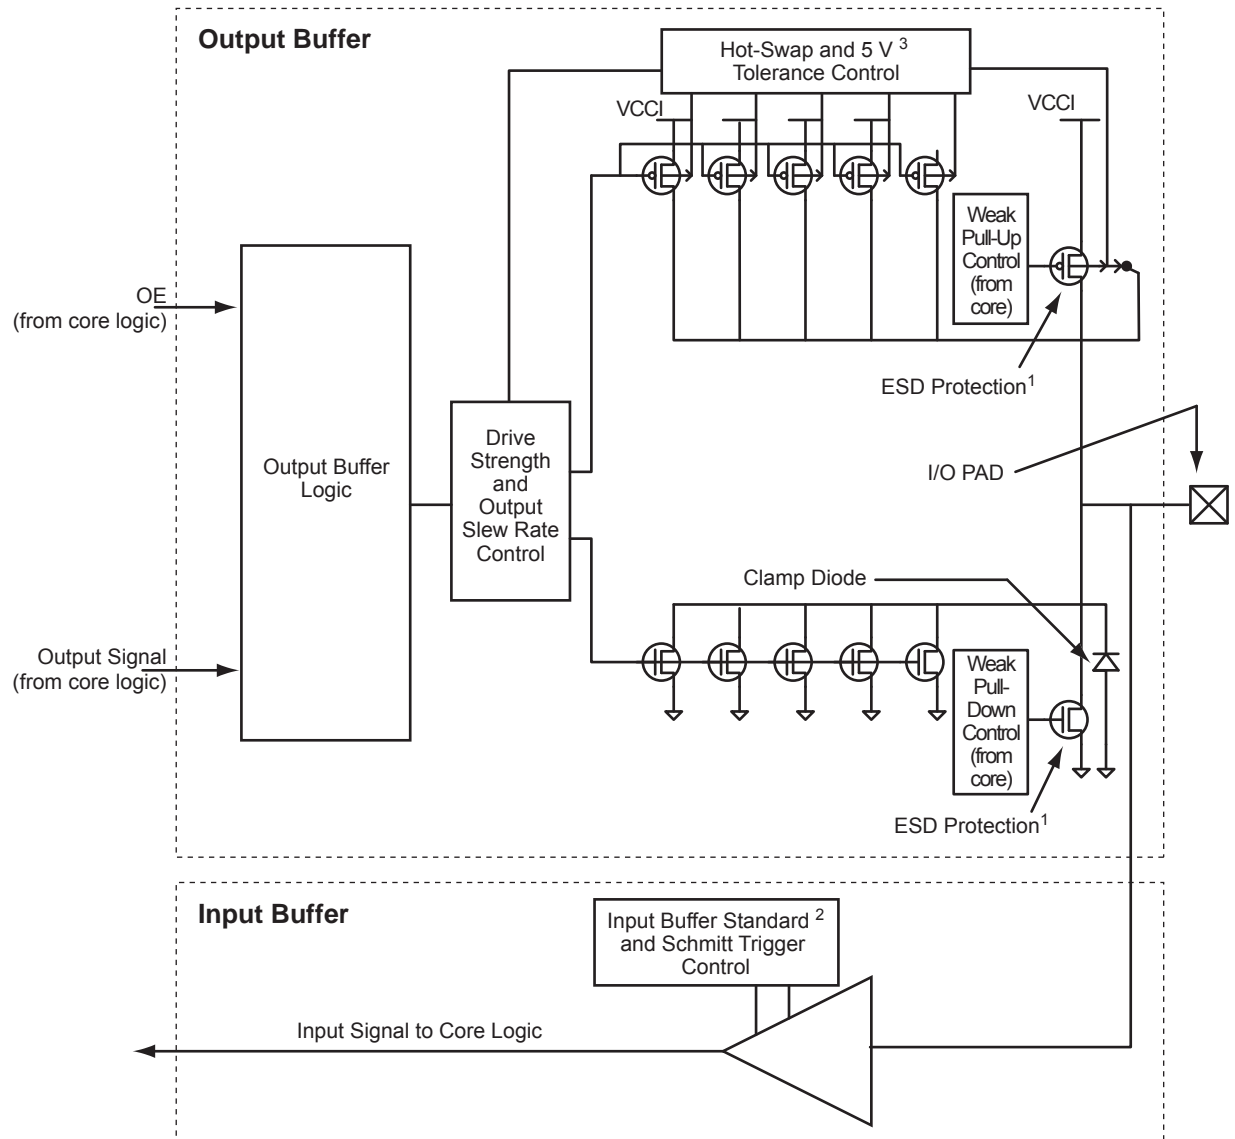 Output Buffer
Hot-Swap and 5 V 3
Tolerance Control
VCCI
VCCI
Weak
Pull-Up
Control
(from
core)
OE
(from core logic)
ESD Protection1
Drive
Strength
and
Output
Slew Rate
Control
Output Buffer
Logic
I/O PAD
Clamp Diode
Output Signal
(from core logic)
Weak
Pull-
Down
Control
(from
core)
ESD Protection1
Input Buffer
Input Buffer Standard 2
and Schmitt Trigger
Control
Input Signal to Core Logic